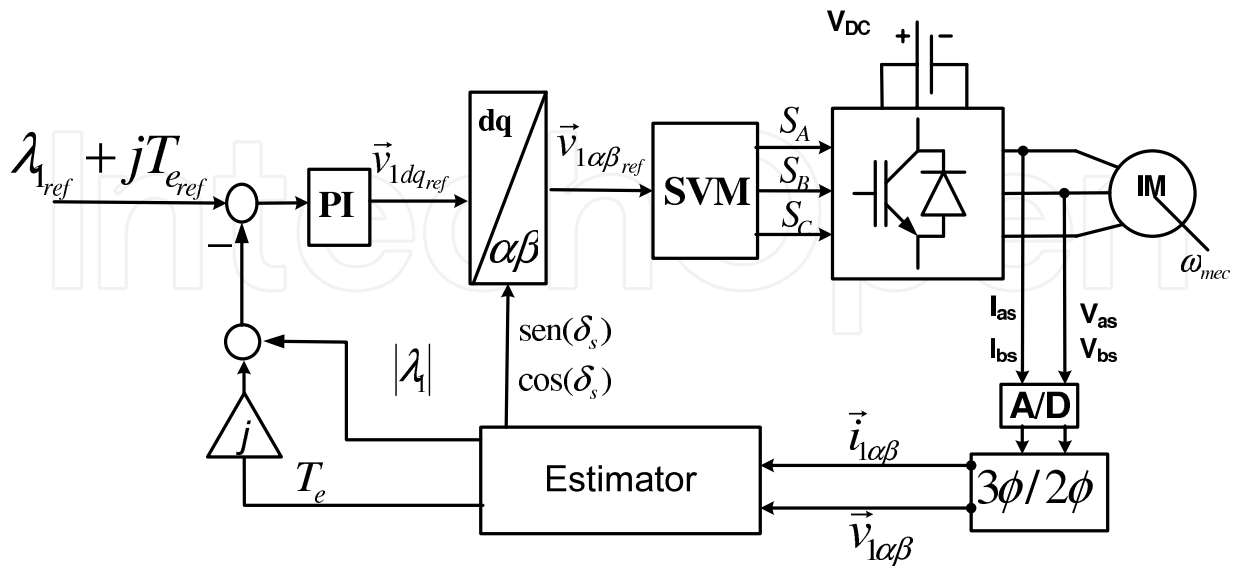 V_DC + −
λ_1ref + jT_e_ref
−
PI
v⃗_1dq_ref
dq
αβ
v⃗_1αβ_ref
SVM
S_A
S_B
S_C
IM
ω_mec
I_as
I_bs
V_as
V_bs
A/D
3ϕ/2ϕ
i⃗_1αβ
v⃗_1αβ
Estimator
sen(δ_s)
cos(δ_s)
|λ_1|
j
T_e
IntechOpen